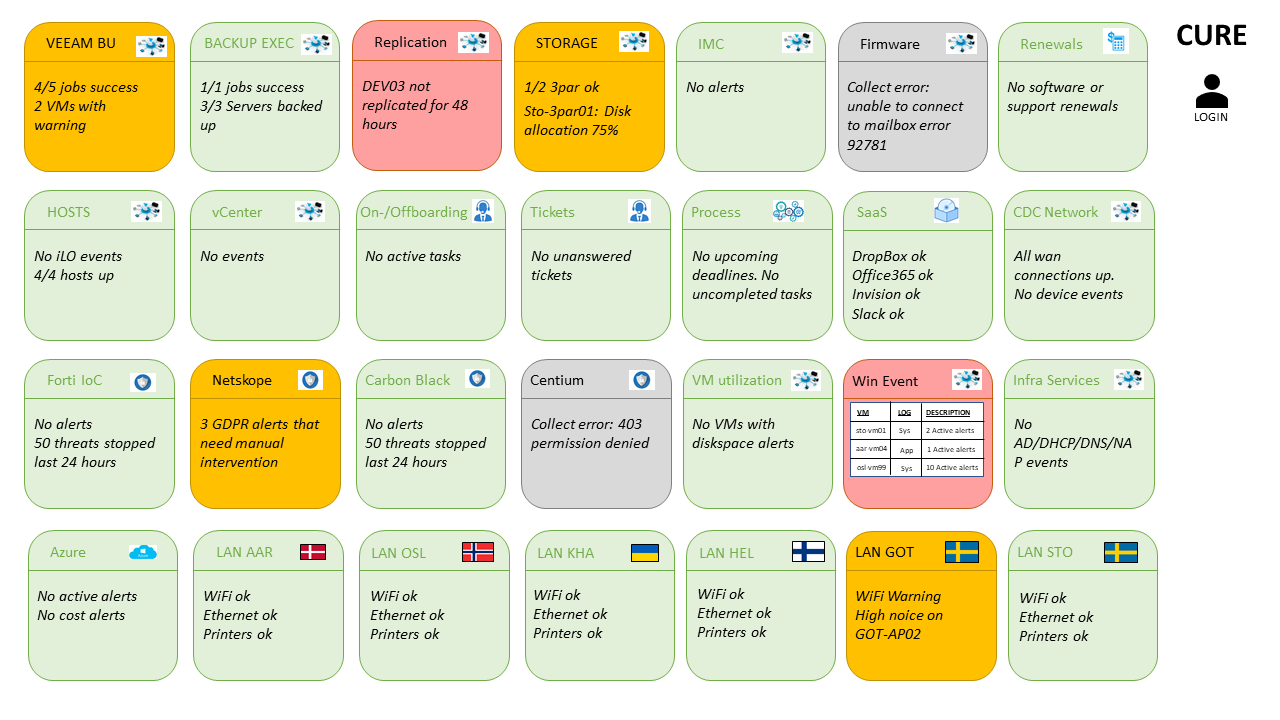 VEEAM BU
4/5 jobs success
2 VMs with
warning
BACKUP EXEC
1/1 jobs success
3/3 Servers backed
up
Replication
DEV03 not
replicated for 48
hours
STORAGE
1/2 3par ok
Sto-3par01: Disk
allocation 75%
IMC
No alerts
Firmware
Collect error:
unable to connect
to mailbox error
92781
Renewals
No software or
support renewals
CURE
LOGIN
HOSTS
No iLO events
4/4 hosts up
vCenter
No events
On-/Offboarding
No active tasks
Tickets
No unanswered
tickets
Process
No upcoming
deadlines. No
uncompleted tasks
SaaS
DropBox ok
Office365 ok
Invision ok
Slack ok
CDC Network
All wan
connections up.
No device events
Forti IoC
No alerts
50 threats stopped
last 24 hours
Netskope
3 GDPR alerts that
need manual
intervention
Carbon Black
No alerts
50 threats stopped
last 24 hours
Centium
Collect error: 403
permission denied
VM utilization
No VMs with
diskspace alerts
Win Event
VM LOG DESCRIPTION
sto-vm01 Sys 2 Active alerts
aar-vm04 App 1 Active alerts
osl-vm99 Sys 10 Active alerts
Infra Services
No
AD/DHCP/DNS/NA
P events
Azure
No active alerts
No cost alerts
LAN AAR
WiFi ok
Ethernet ok
Printers ok
LAN OSL
WiFi ok
Ethernet ok
Printers ok
LAN KHA
WiFi ok
Ethernet ok
Printers ok
LAN HEL
WiFi ok
Ethernet ok
Printers ok
LAN GOT
WiFi Warning
High noice on
GOT-AP02
LAN STO
WiFi ok
Ethernet ok
Printers ok